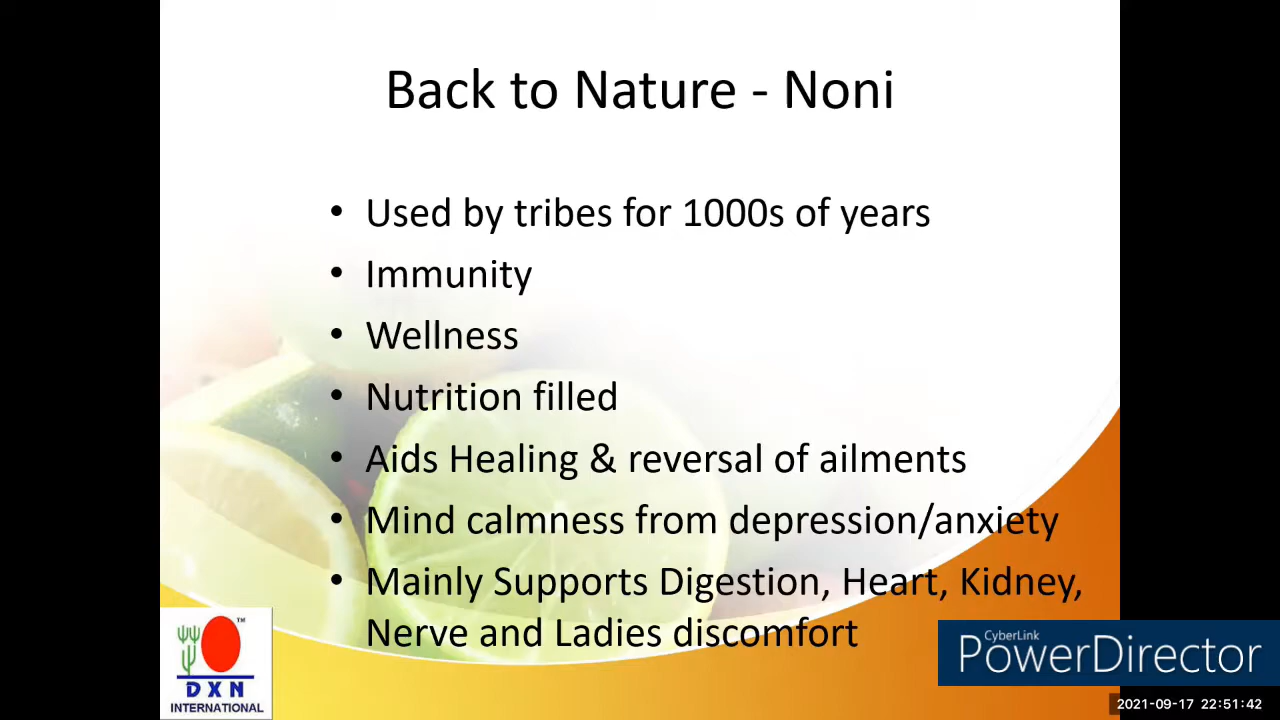 Back to Nature - Noni
• Used by tribes for 1000s of years
• Immunity
• Wellness
• Nutrition filled
• Aids Healing & reversal of ailments
• Mind calmness from depression/anxiety
• Mainly Supports Digestion, Heart, Kidney,
Nerve and Ladies discomfort
TM
DXN
INTERNATIONAL
CyberLink
PowerDirector
2021-09-17 22:51:42